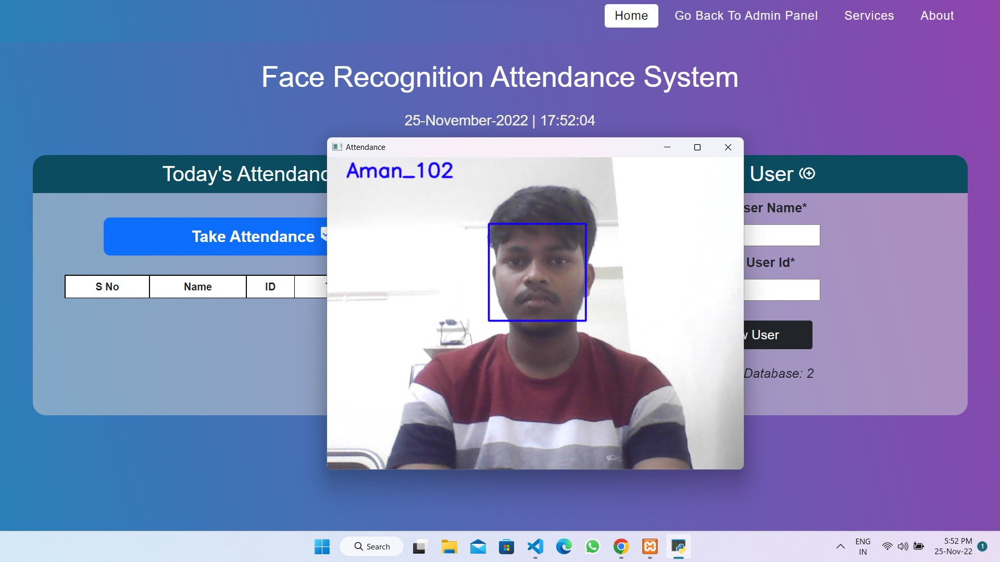 Home Go Back To Admin Panel Services About
Face Recognition Attendance System
25-November-2022 | 17:52:04
Attendance
Aman_102
Today's Attendanc
Take Attendance
S No Name ID
User
ser Name*
User Id*
User
Database: 2
Search
ENG
IN
5:52 PM
25-Nov-22
1